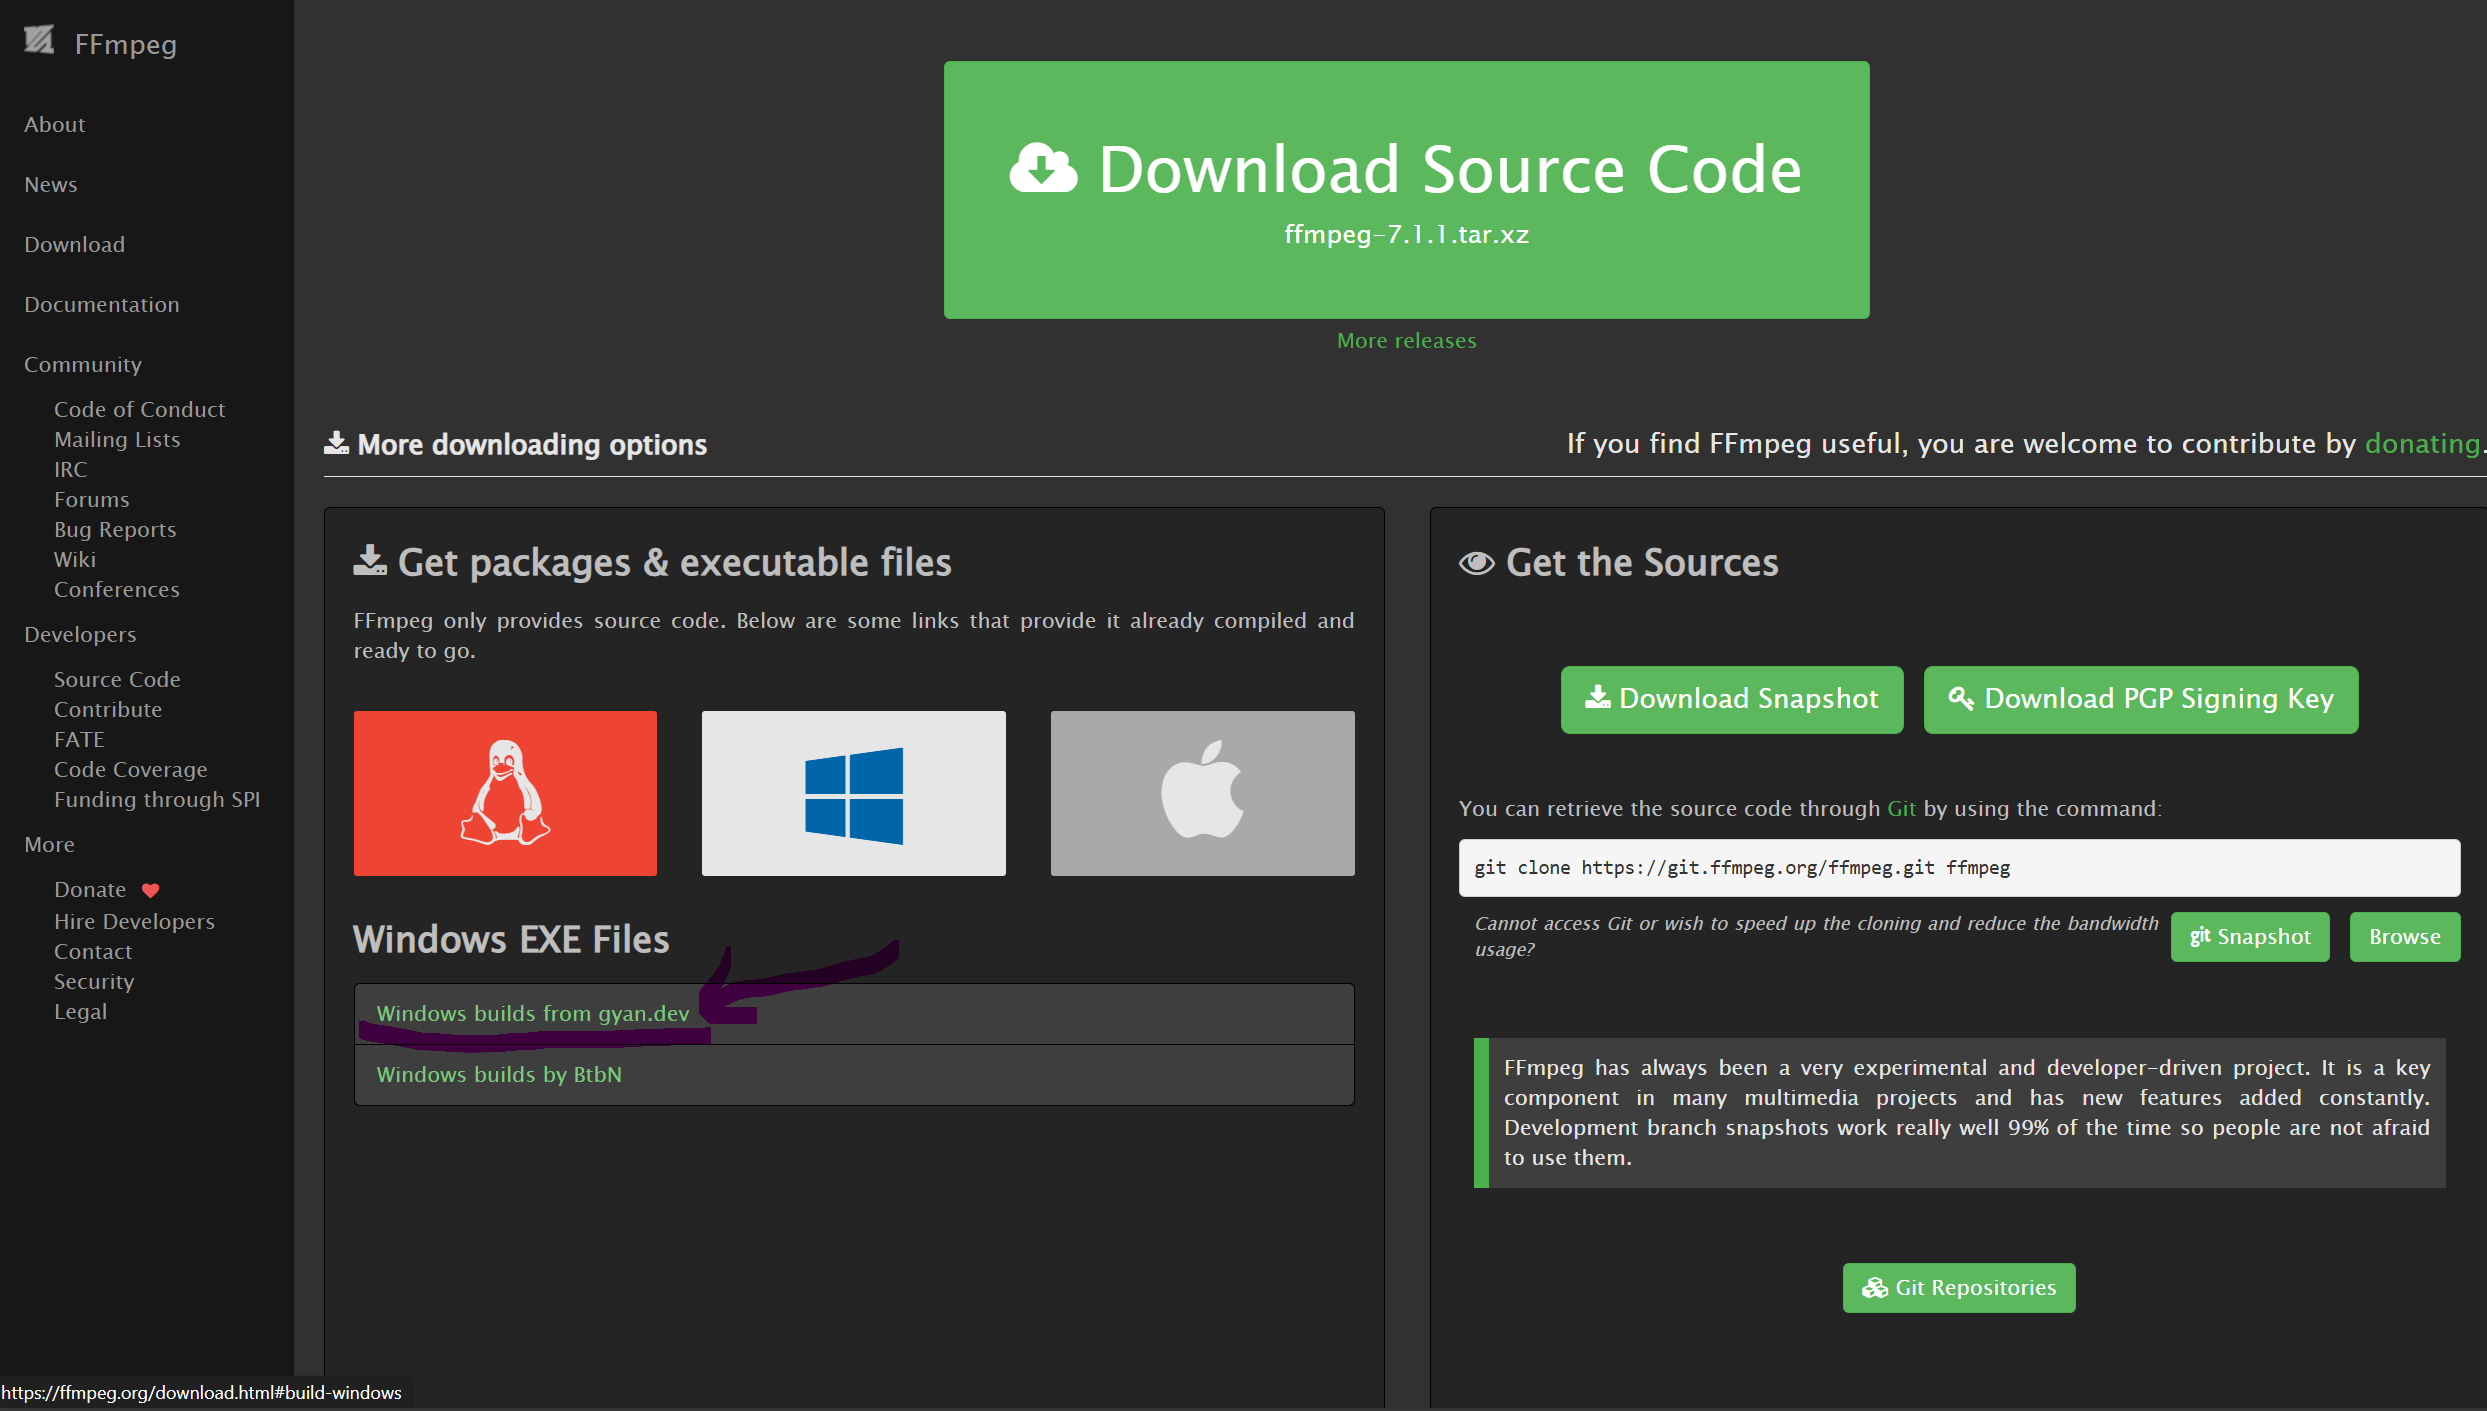 FFmpeg
About
News
Download
Documentation
Community
Code of Conduct
Mailing Lists
IRC
Forums
Bug Reports
Wiki
Conferences
Developers
Source Code
Contribute
FATE
Code Coverage
Funding through SPI
More
Donate
Hire Developers
Contact
Security
Legal
Download Source Code
ffmpeg-7.1.1.tar.xz
More releases
More downloading options
If you find FFmpeg useful, you are welcome to contribute by donating.
Get packages & executable files
FFmpeg only provides source code. Below are some links that provide it already compiled and
ready to go.
Windows EXE Files
Windows builds from gyan.dev
Windows builds by BtbN
Get the Sources
Download Snapshot
Download PGP Signing Key
You can retrieve the source code through Git by using the command:
git clone https://git.ffmpeg.org/ffmpeg.git ffmpeg
Cannot access Git or wish to speed up the cloning and reduce the bandwidth
usage?
git Snapshot
Browse
FFmpeg has always been a very experimental and developer-driven project. It is a key
component in many multimedia projects and has new features added constantly.
Development branch snapshots work really well 99% of the time so people are not afraid
to use them.
Git Repositories
https://ffmpeg.org/download.html#build-windows